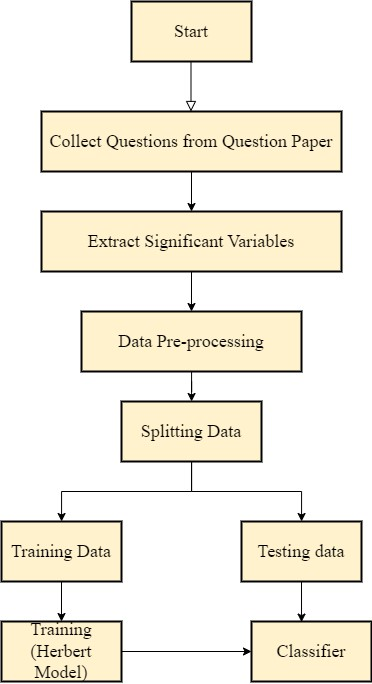 Start
Collect Questions from Question Paper
Extract Significant Variables
Data Pre-processing
Splitting Data
Training Data
Testing data
Training
(Herbert
Model)
Classifier